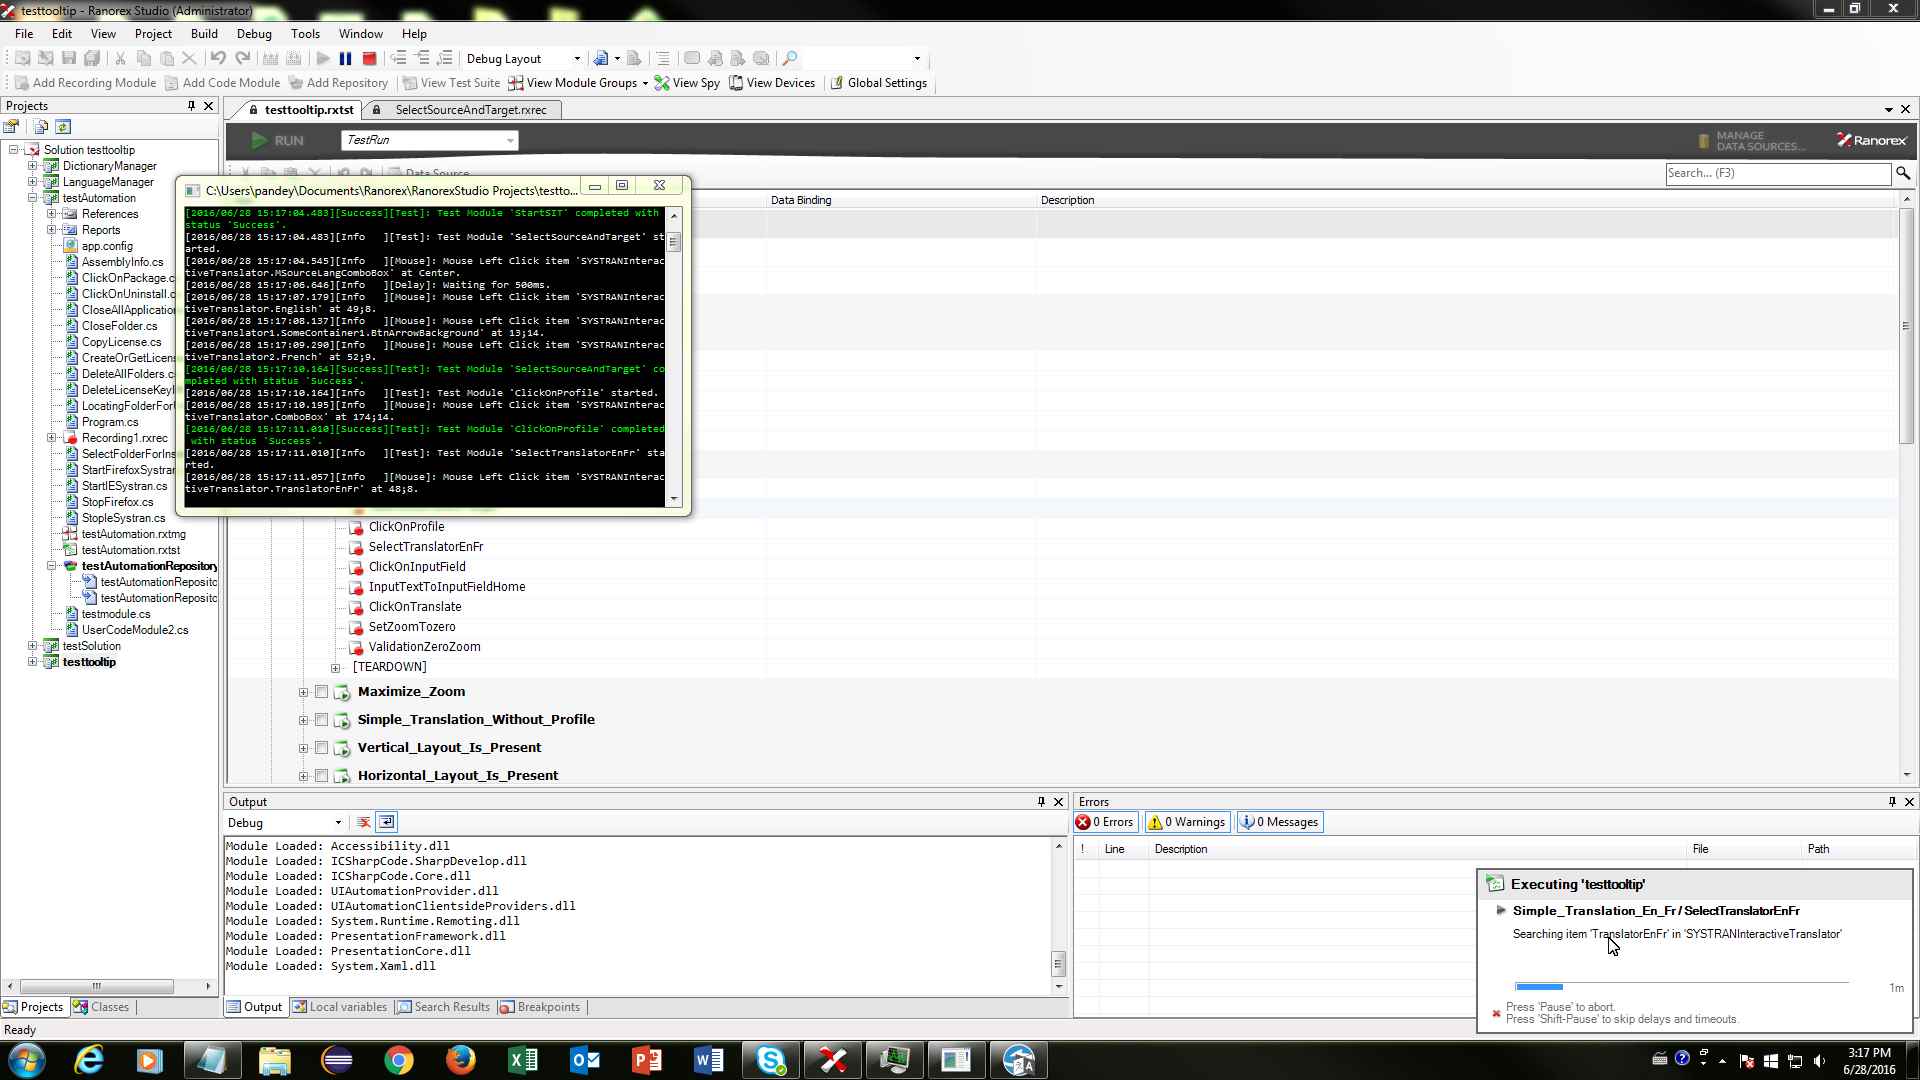 testtooltip - Ranorex Studio (Administrator)
File Edit View Project Build Debug Tools Window Help
Debug Layout
Add Recording Module Add Code Module Add Repository View Test Suite View Module Groups View Spy View Devices Global Settings
Projects
testtooltip.rxtst SelectSourceAndTarget.rxrec
RUN TestRun MANAGE DATA SOURCES... Ranorex
Data Source
Search... (F3)
Data Binding Description
Solution testtooltip
DictionaryManager
LanguageManager
testAutomation
References
Reports
app.config
AssemblyInfo.cs
ClickOnPackage.c
ClickOnUninstall.c
CloseAllApplication
CloseFolder.cs
CopyLicense.cs
CreateOrGetLicens
DeleteAllFolders.c
DeleteLicenseKeyI
LocatingFolderForU
Program.cs
Recording1.rxrec
SelectFolderForIns
StartFirefoxSystran
StartIESystran.cs
StopFirefox.cs
StopIeSystran.cs
testAutomation.rxtmg
testAutomation.rxtst
testAutomationRepository
testAutomationReposito
testAutomationReposito
testmodule.cs
UserCodeModule2.cs
testSolution
testtooltip
C:\Users\pandey\Documents\Ranorex\RanorexStudio Projects\testto...
[2016/06/28 15:17:04.483][Success][Test]: Test Module 'StartSIT' completed with
status 'Success'.
[2016/06/28 15:17:04.483][Info   ][Test]: Test Module 'SelectSourceAndTarget' st
arted.
[2016/06/28 15:17:04.545][Info   ][Mouse]: Mouse Left Click item 'SYSTRANInterac
tiveTranslator.MSourceLangComboBox' at Center.
[2016/06/28 15:17:06.646][Info   ][Delay]: Waiting for 500ms.
[2016/06/28 15:17:07.179][Info   ][Mouse]: Mouse Left Click item 'SYSTRANInterac
tiveTranslator.English' at 49;8.
[2016/06/28 15:17:08.137][Info   ][Mouse]: Mouse Left Click item 'SYSTRANInterac
tiveTranslator1.SomeContainer1.BtnArrowBackground' at 13;14.
[2016/06/28 15:17:09.290][Info   ][Mouse]: Mouse Left Click item 'SYSTRANInterac
tiveTranslator2.French' at 52;9.
[2016/06/28 15:17:10.164][Success][Test]: Test Module 'SelectSourceAndTarget' co
mpleted with status 'Success'.
[2016/06/28 15:17:10.164][Info   ][Test]: Test Module 'ClickOnProfile' started.
[2016/06/28 15:17:10.195][Info   ][Mouse]: Mouse Left Click item 'SYSTRANInterac
tiveTranslator.ComboBox' at 174;14.
[2016/06/28 15:17:11.010][Success][Test]: Test Module 'ClickOnProfile' completed
with status 'Success'.
[2016/06/28 15:17:11.010][Info   ][Test]: Test Module 'SelectTranslatorEnFr' sta
rted.
[2016/06/28 15:17:11.057][Info   ][Mouse]: Mouse Left Click item 'SYSTRANInterac
tiveTranslator.TranslatorEnFr' at 48;8.
ClickOnProfile
SelectTranslatorEnFr
ClickOnInputField
InputTextToInputFieldHome
ClickOnTranslate
SetZoomTozero
ValidationZeroZoom
[TEARDOWN]
Maximize_Zoom
Simple_Translation_Without_Profile
Vertical_Layout_Is_Present
Horizontal_Layout_Is_Present
Projects Classes
Output
Debug
Module Loaded: Accessibility.dll
Module Loaded: ICSharpCode.SharpDevelop.dll
Module Loaded: ICSharpCode.Core.dll
Module Loaded: UIAutomationProvider.dll
Module Loaded: UIAutomationClientsideProviders.dll
Module Loaded: System.Runtime.Remoting.dll
Module Loaded: PresentationFramework.dll
Module Loaded: PresentationCore.dll
Module Loaded: System.Xaml.dll
Output Local variables Search Results Breakpoints
Errors
0 Errors 0 Warnings 0 Messages
! Line Description File Path
Executing 'testtooltip'
Simple_Translation_En_Fr / SelectTranslatorEnFr
Searching item 'TranslatorEnFr' in 'SYSTRANInteractiveTranslator'
1m
Press 'Pause' to abort.
Press 'Shift-Pause' to skip delays and timeouts.
Ready
3:17 PM
6/28/2016